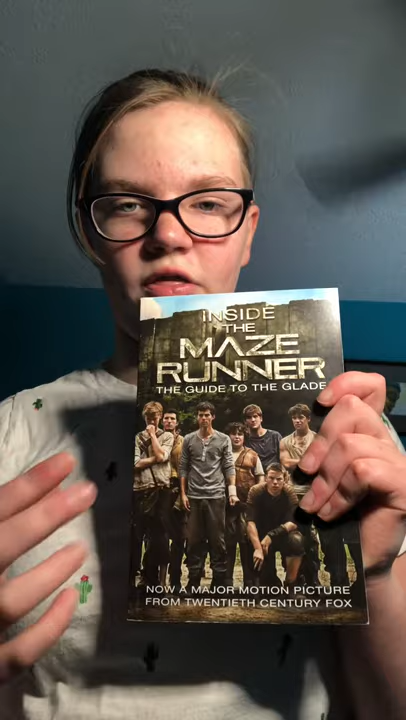 INSIDE
THE
MAZE
RUNNER
THE GUIDE TO THE GLADE
NOW A MAJOR MOTION PICTURE
FROM TWENTIETH CENTURY FOX